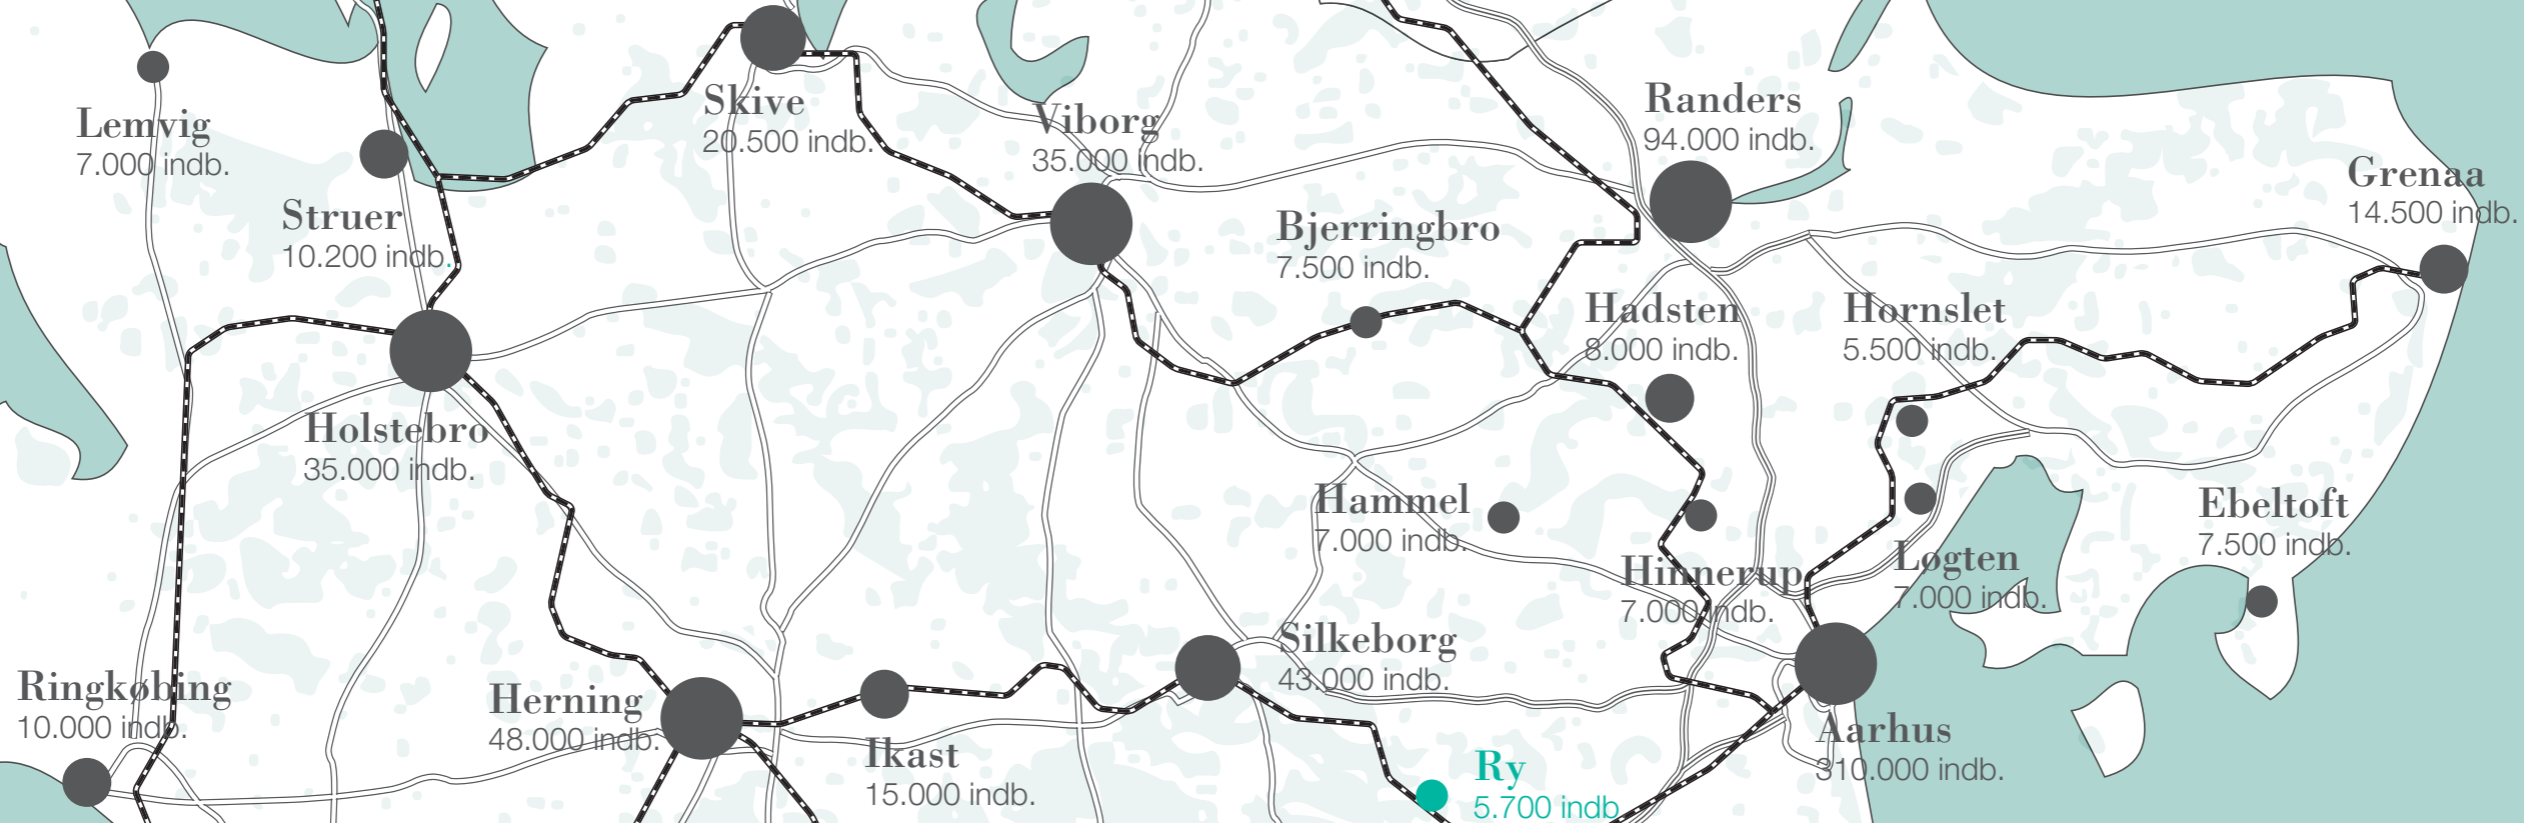 Lemvig
7.000 indb.
Skive
20.500 indb.
Viborg
35.000 indb.
Randers
94.000 indb.
Grenaa
14.500 indb.
Struer
10.200 indb.
Bjerringbro
7.500 indb.
Hadsten
8.000 indb.
Hornslet
5.500 indb.
Holstebro
35.000 indb.
Hammel
7.000 indb.
Hinnerup
7.000 indb.
Løgten
7.000 indb.
Ebeltoft
7.500 indb.
Ringkøbing
10.000 indb.
Herning
48.000 indb.
Ikast
15.000 indb.
Silkeborg
43.000 indb.
Ry
5.700 indb
Aarhus
310.000 indb.